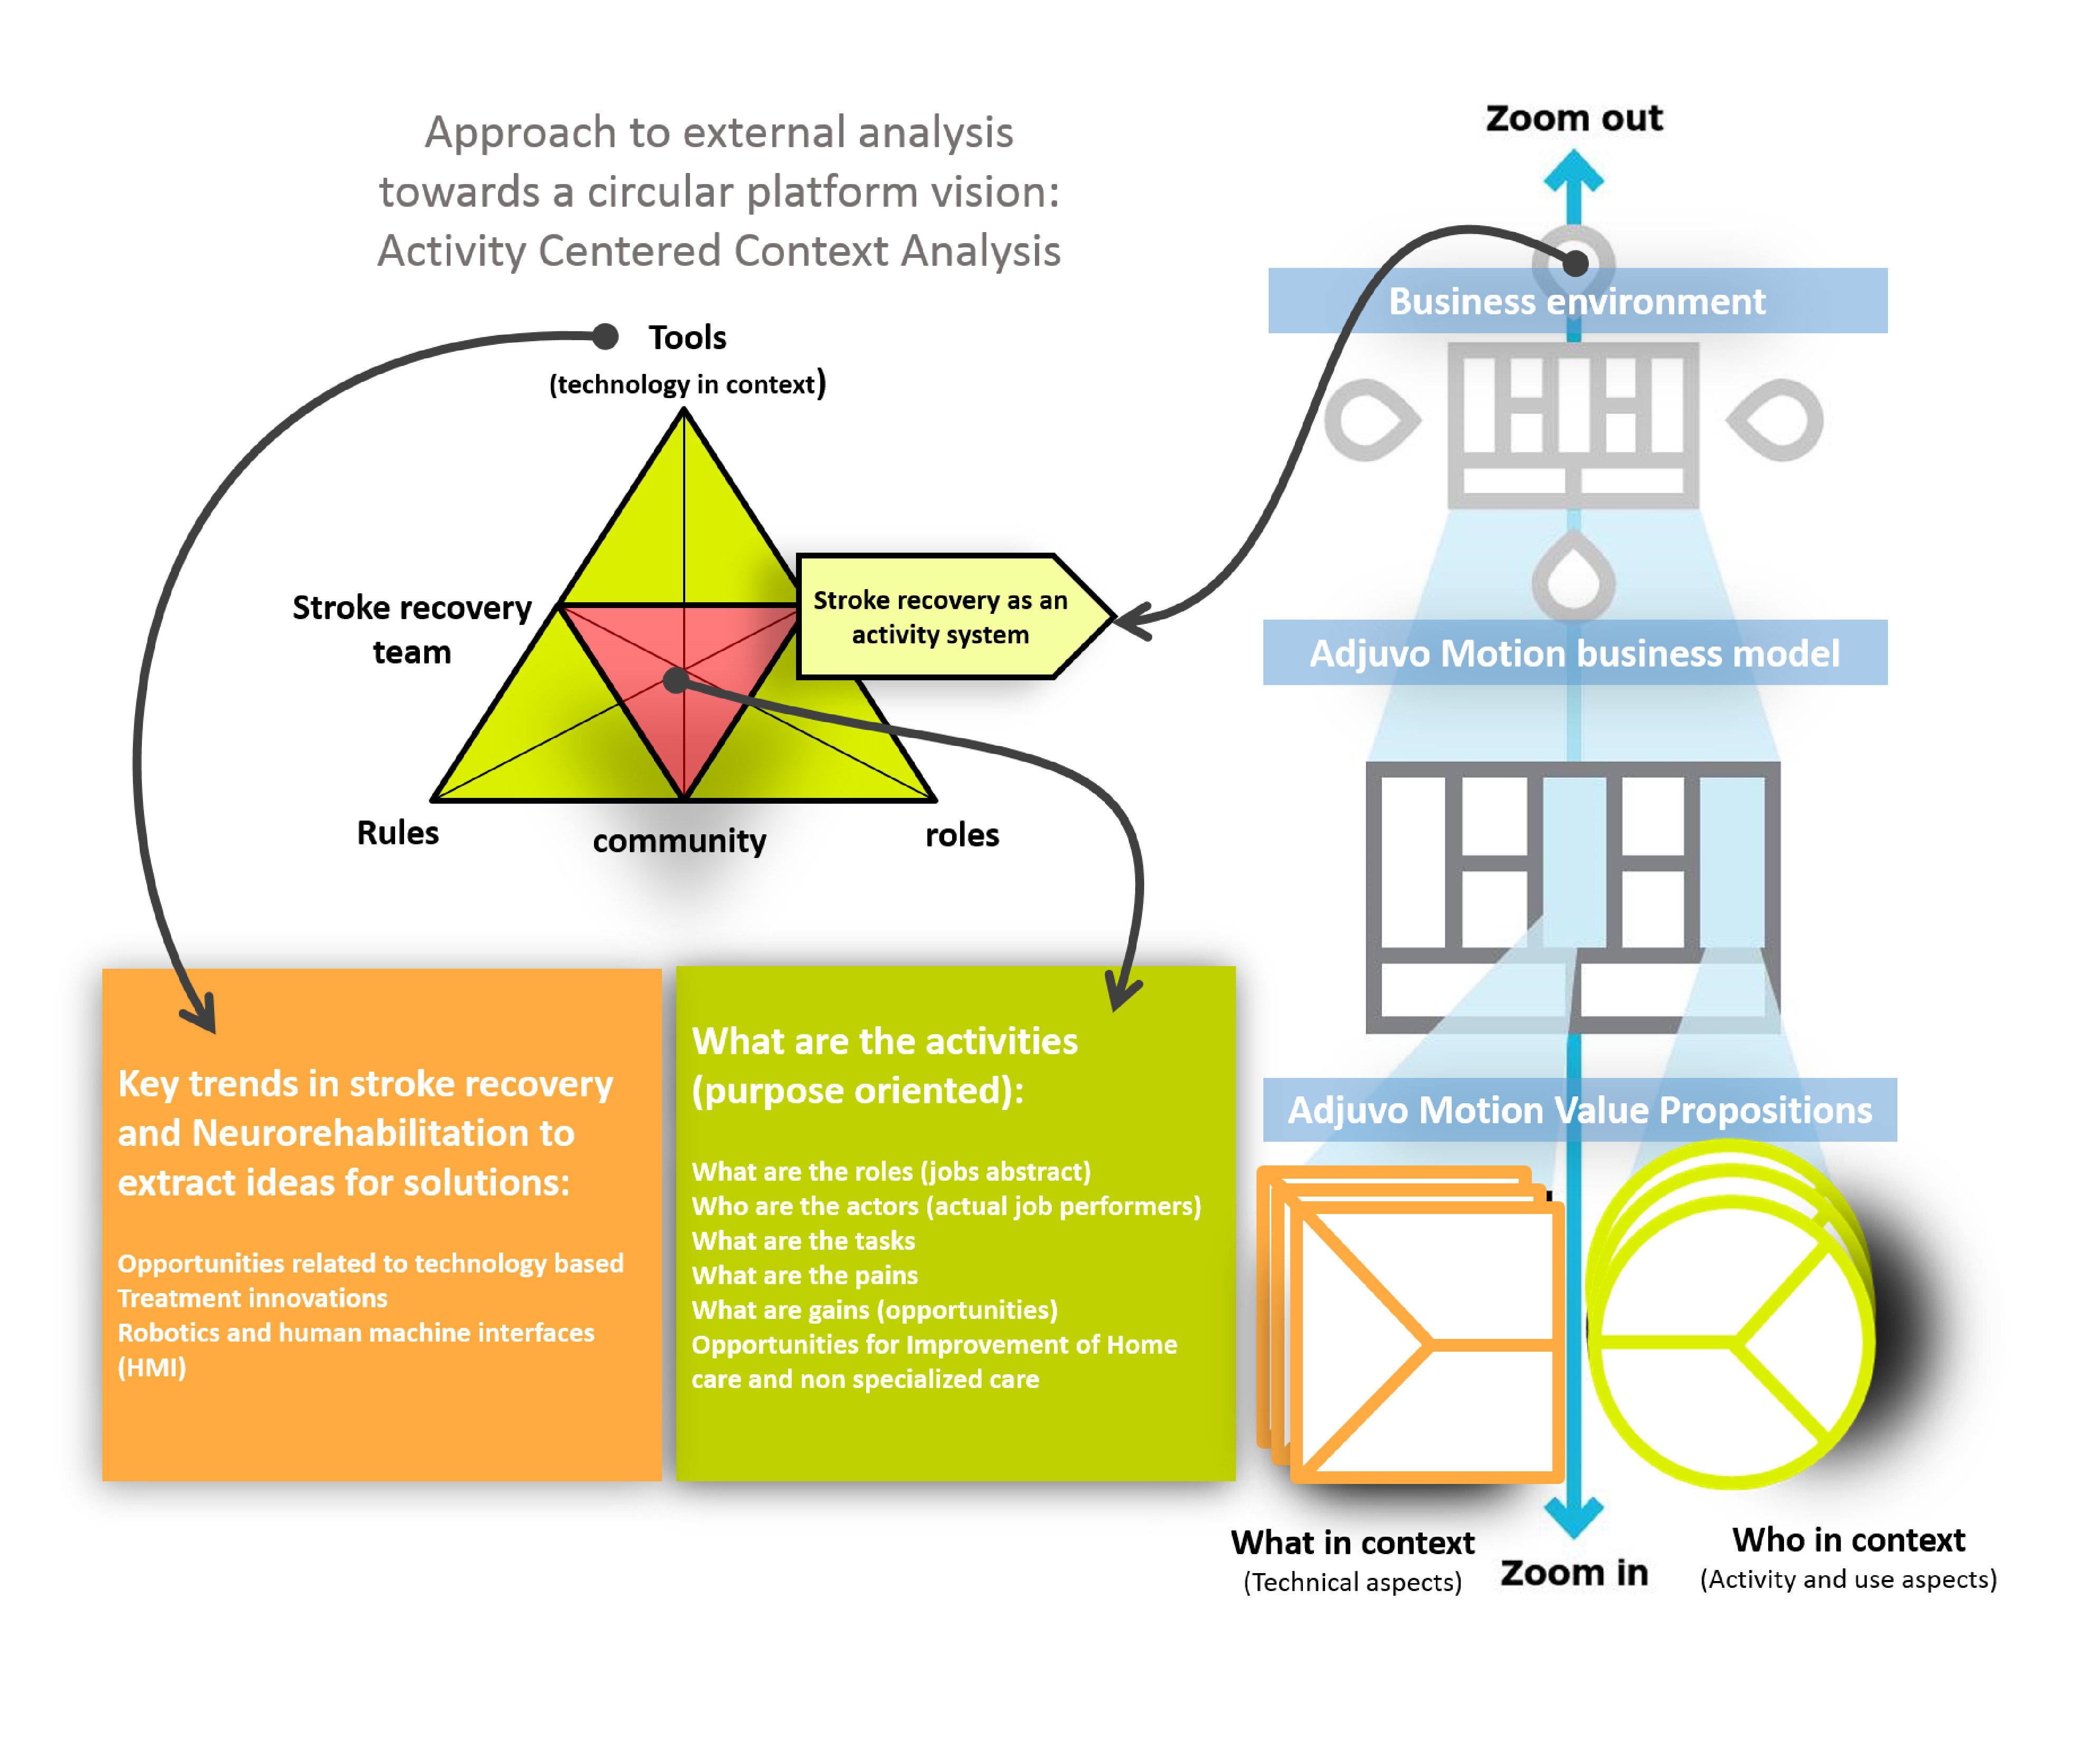 Approach to external analysis
towards a circular platform vision:
Activity Centered Context Analysis
Tools
(technology in context)
Stroke recovery
team
Stroke recovery as an
activity system
Rules
community
roles
Key trends in stroke recovery
and Neurorehabilitation to
extract ideas for solutions:
Opportunities related to technology based
Treatment innovations
Robotics and human machine interfaces
(HMI)
What are the activities
(purpose oriented):
What are the roles (jobs abstract)
Who are the actors (actual job performers)
What are the tasks
What are the pains
What are gains (opportunities)
Opportunities for Improvement of Home
care and non specialized care
Zoom out
Business environment
Adjuvo Motion business model
Adjuvo Motion Value Propositions
What in context
(Technical aspects)
Zoom in
Who in context
(Activity and use aspects)